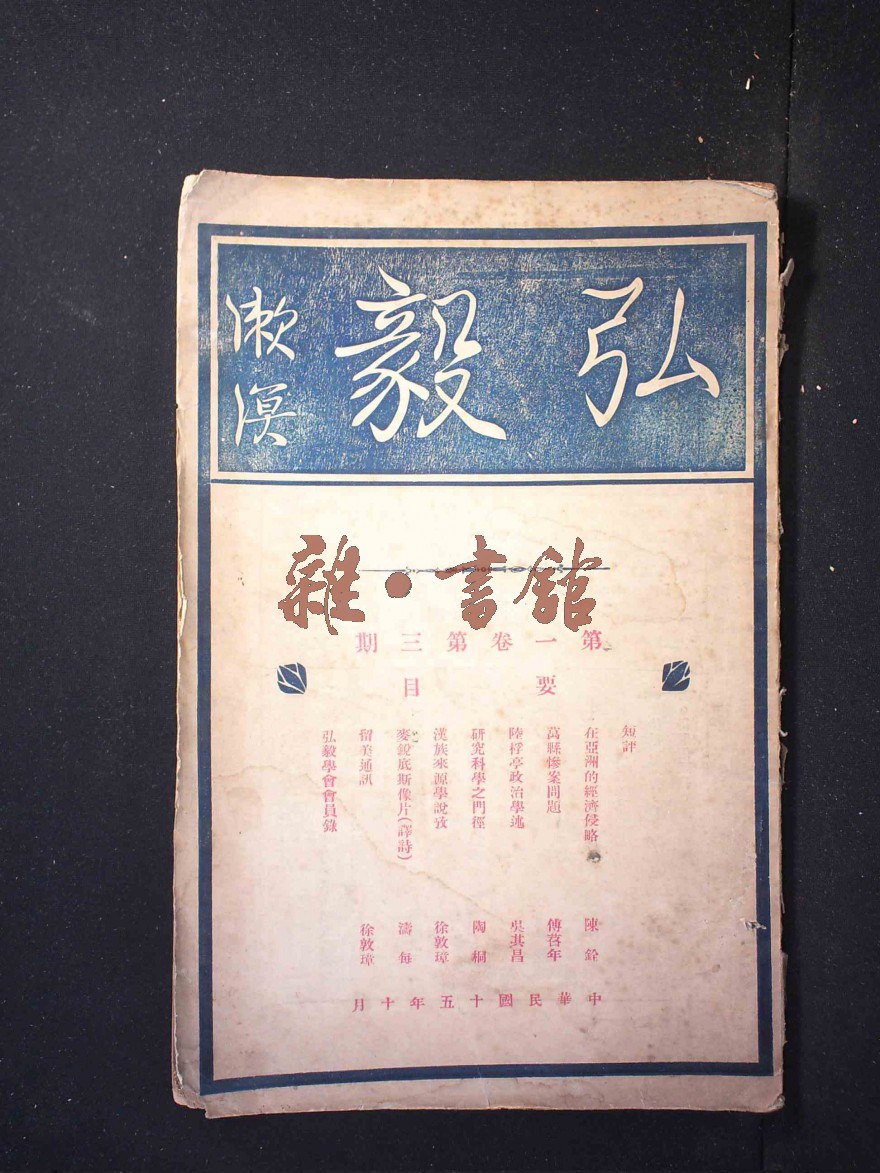 弘毅
漱溟
雜·書舘
第一卷第三期
要目
短評
在亞洲的經濟侵略 陳銓
萬縣慘案問題 傅啓年
陸桴亭政治學述 吳其昌
研究科學之門徑 陶桐
漢族來源學說攷 徐敦璋
麥銳底斯像片(譯詩) 濤每
留美通訊 徐敦璋
弘毅學會會員錄
中華民國十五年十月